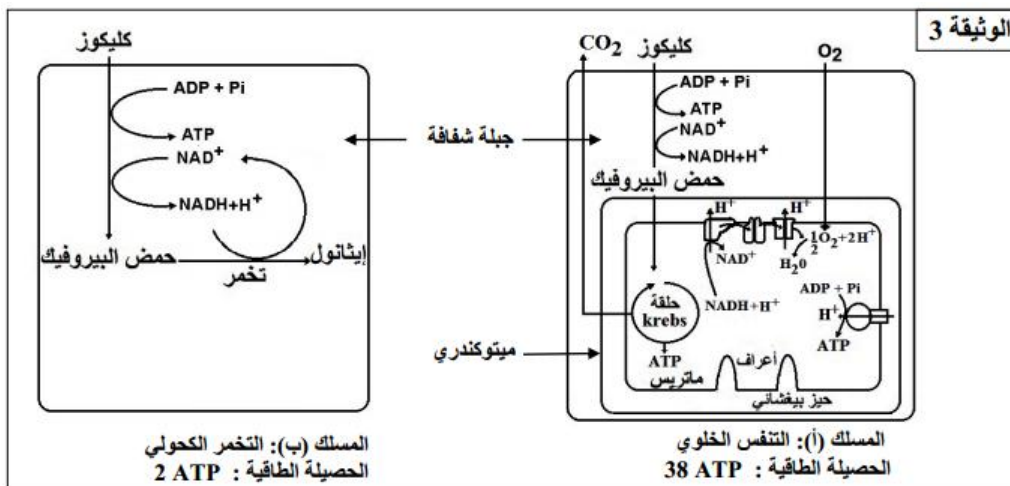 الوثيقة 3
O2
كليكوز
CO2
ADP + Pi
ATP
NAD+
NADH+H+
حمض البيروفيك
H+
H+
NAD+
1/2O2+2H+
H2O
NADH+H+
ADP + Pi
H+
ATP
حلقة
krebs
ATP
أعراف
ماتريس
حيز بيغشائي
المسلك (أ): التنفس الخلوي
الحصيلة الطاقية : 38 ATP
جبلة شفافة
ميتوكندري
كليكوز
ADP + Pi
ATP
NAD+
NADH+H+
حمض البيروفيك
تخمر
إيثانول
المسلك (ب): التخمر الكحولي
الحصيلة الطاقية : 2 ATP